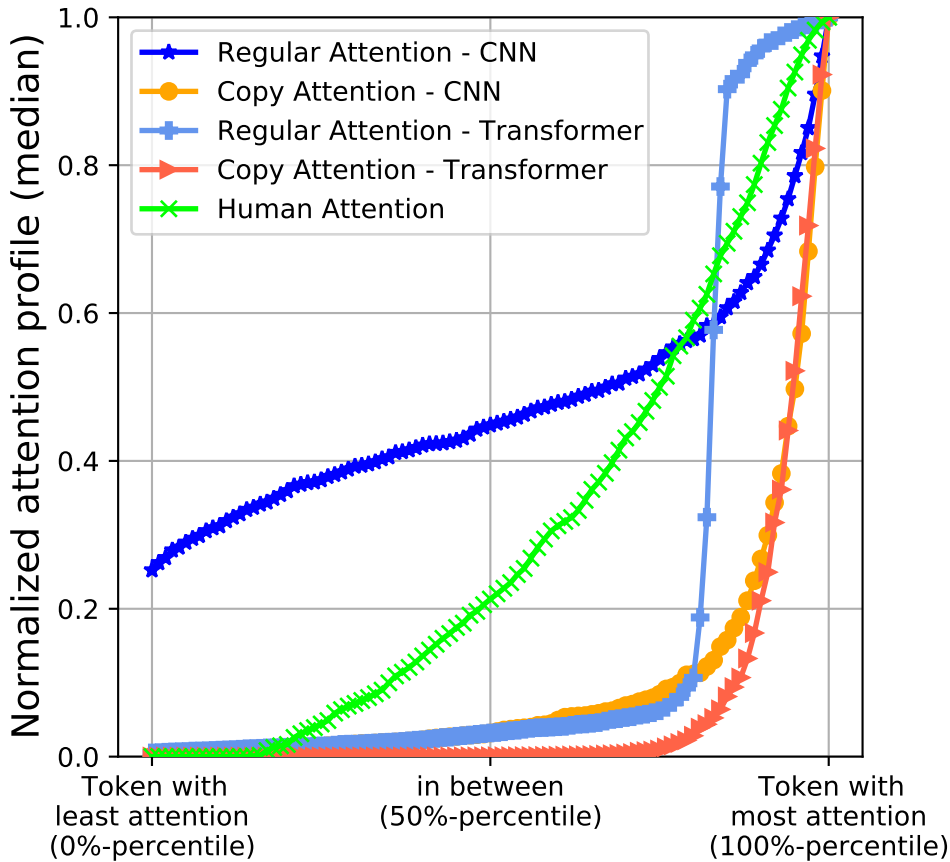 Normalized attention profile (median)
1.0
0.8
0.6
0.4
0.2
0.0
Regular Attention - CNN
Copy Attention - CNN
Regular Attention - Transformer
Copy Attention - Transformer
Human Attention
Token with
least attention
(0%-percentile)
in between
(50%-percentile)
Token with
most attention
(100%-percentile)